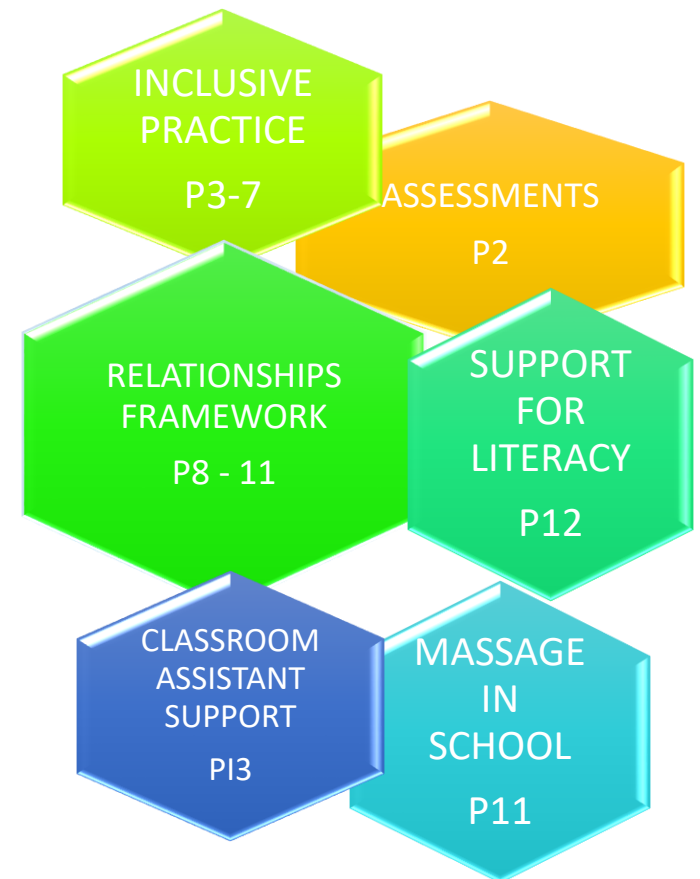 INCLUSIVE
PRACTICE
P3-7
ASSESSMENTS
P2
RELATIONSHIPS
FRAMEWORK
P8 - 11
SUPPORT
FOR
LITERACY
P12
CLASSROOM
ASSISTANT
SUPPORT
PI3
MASSAGE
IN
SCHOOL
P11